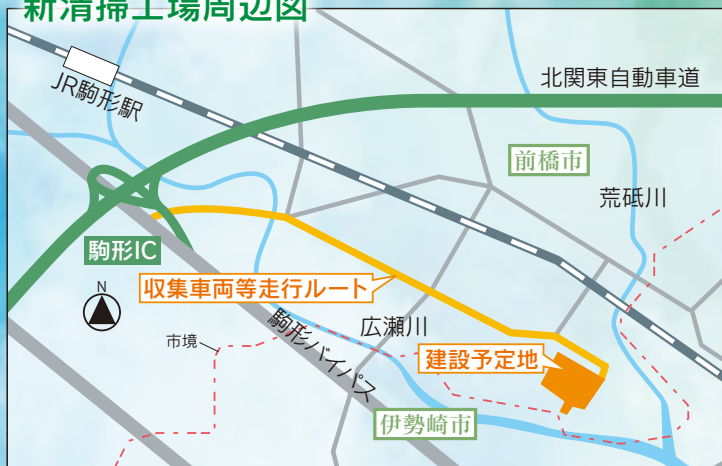 新清掃工場周辺図
JR駒形駅
北関東自動車道
前橋市
荒砥川
駒形IC
収集車両等走行ルート
N
広瀬川
駒形バイパス
市境
建設予定地
伊勢崎市